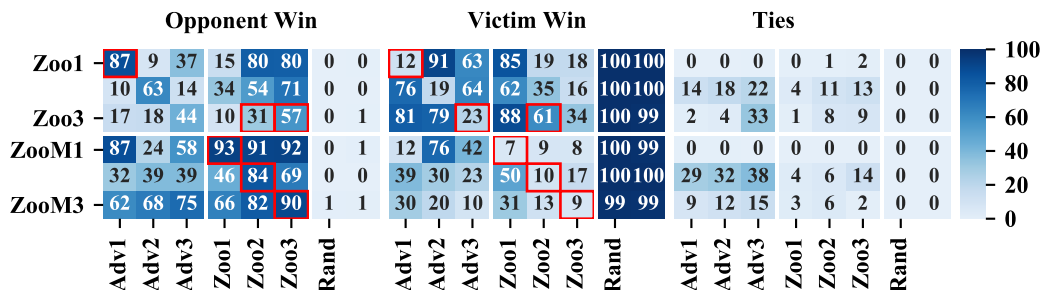 Opponent Win Victim Win Ties
Zoo1 87 9 37 15 80 80 0 0 12 91 63 85 19 18 100 100 0 0 0 0 1 2 0 0 100
10 63 14 34 54 71 0 0 76 19 64 62 35 16 100 100 14 18 22 4 11 13 0 0 80
Zoo3 17 18 44 10 31 57 0 1 81 79 23 88 61 34 100 99 2 4 33 1 8 9 0 0 60
ZooM1 87 24 58 93 91 92 0 1 12 76 42 7 9 8 100 99 0 0 0 0 0 0 0 0 40
32 39 39 46 84 69 0 0 39 30 23 50 10 17 100 100 29 32 38 4 6 14 0 0 20
ZooM3 62 68 75 66 82 90 1 1 30 20 10 31 13 9 99 99 9 12 15 3 6 2 0 0 0
Adv1 Adv2 Adv3 Zoo1 Zoo2 Zoo3 Rand Adv1 Adv2 Adv3 Zoo1 Zoo2 Zoo3 Rand Adv1 Adv2 Adv3 Zoo1 Zoo2 Zoo3 Rand